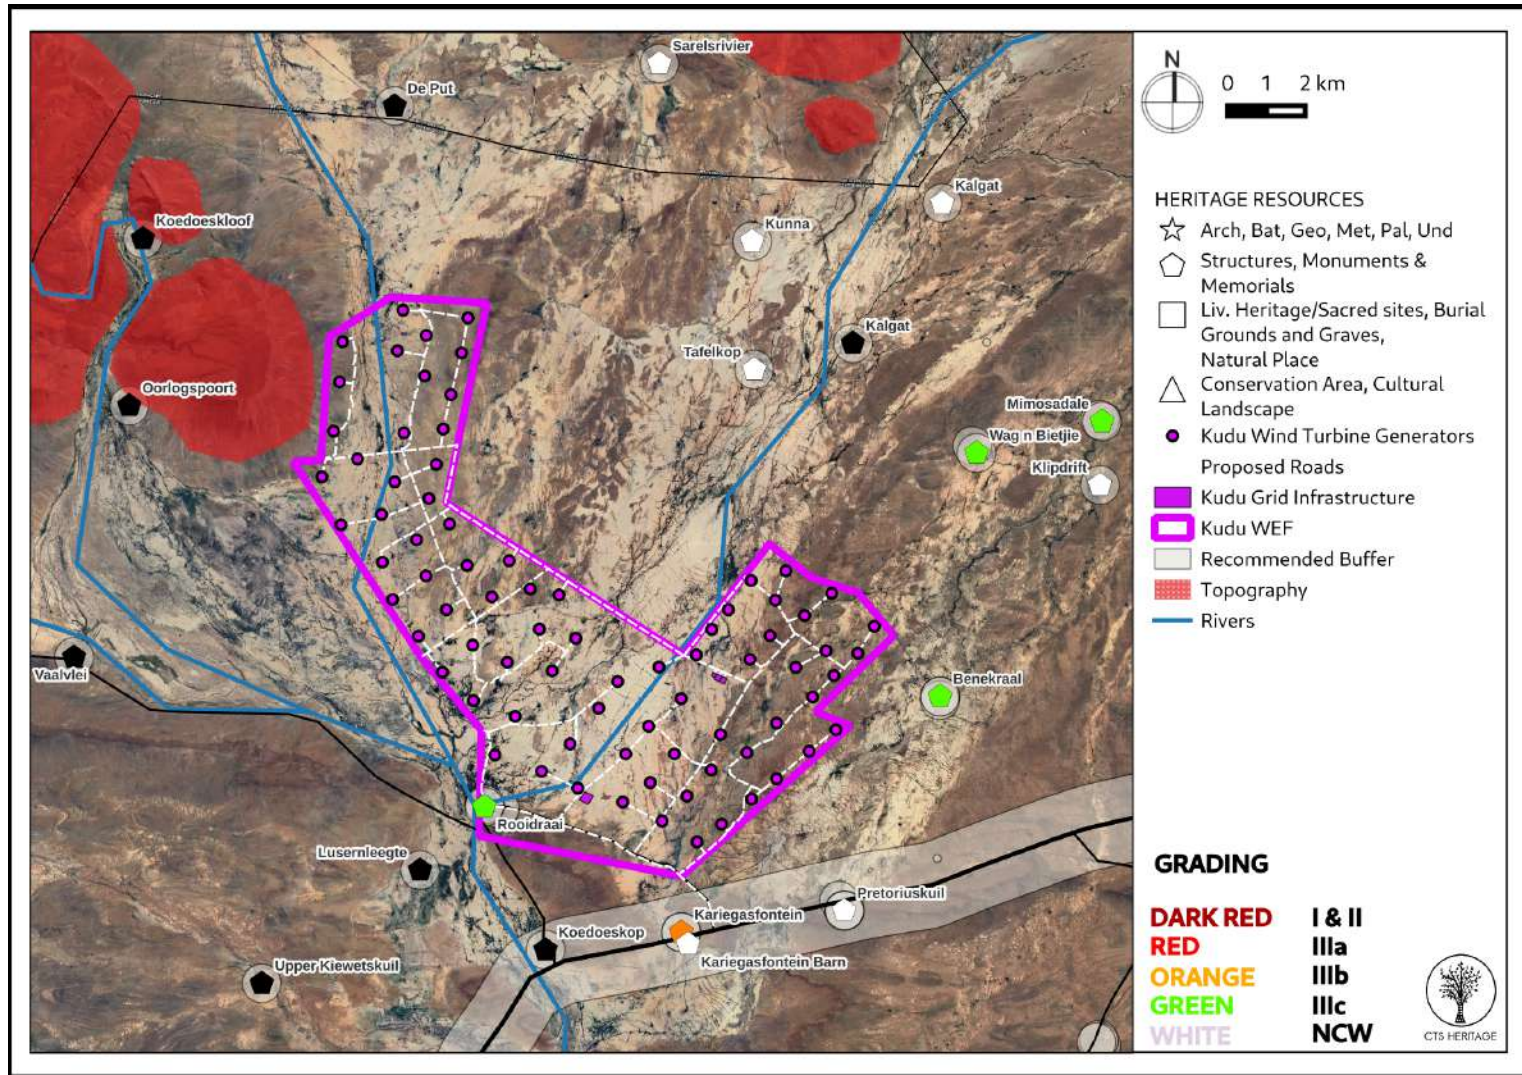 Sarelsrivier
De Put
Kalgat
Koedoeskloof
Kunna
Kalgat
Tafelkop
Oorlogspoort
Mimosadale
Wag n Bietjie
Klipdrift
Vaalvlei
Benekraal
Rooidraai
Lusernleegte
Pretoriuskuil
Kariegasfontein
Koedoeskop
Kariegasfontein Barn
Upper Kiewetskuil
N
0 1 2 km
HERITAGE RESOURCES
Arch, Bat, Geo, Met, Pal, Und
Structures, Monuments &
Memorials
Liv. Heritage/Sacred sites, Burial
Grounds and Graves,
Natural Place
Conservation Area, Cultural
Landscape
Kudu Wind Turbine Generators
Proposed Roads
Kudu Grid Infrastructure
Kudu WEF
Recommended Buffer
Topography
Rivers
GRADING
DARK RED I & II
RED IIIa
ORANGE IIIb
GREEN IIIc
WHITE NCW
CTS HERITAGE